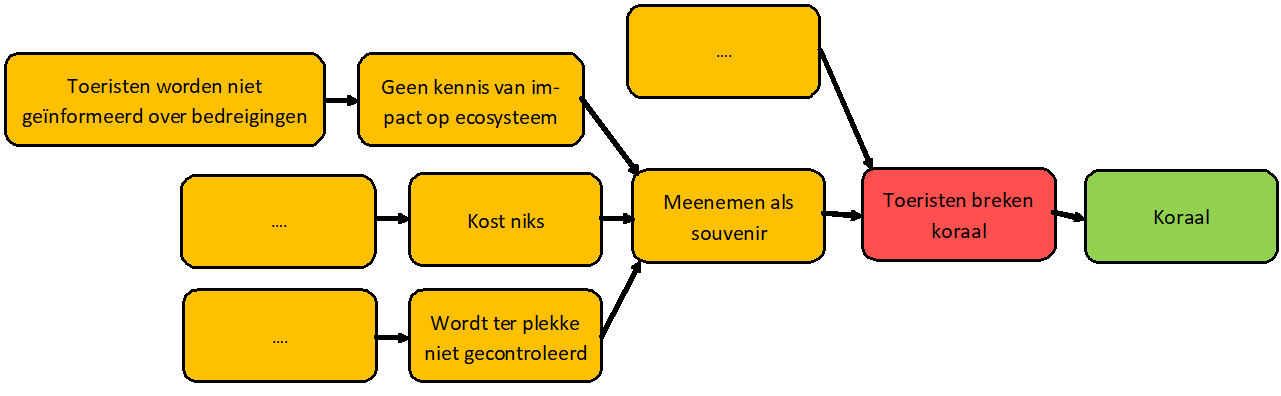 ....
Toeristen worden niet
geïnformeerd over bedreigingen
Geen kennis van im-
pact op ecosysteem
....
Kost niks
Meenemen als
souvenir
Toeristen breken
koraal
Koraal
....
Wordt ter plekke
niet gecontroleerd